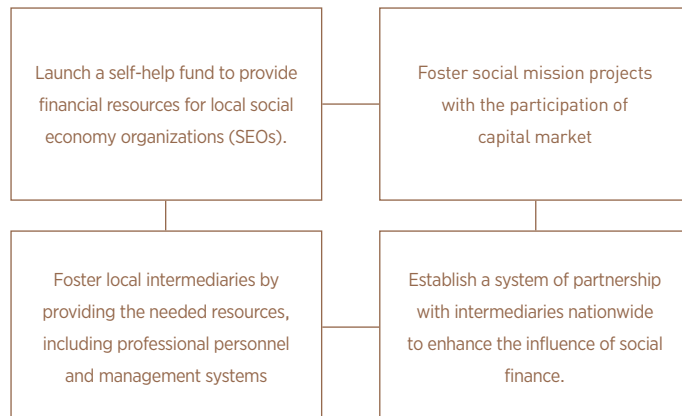 Launch a self-help fund to provide
financial resources for local social
economy organizations (SEOs).
Foster social mission projects
with the participation of
capital market
Foster local intermediaries by
providing the needed resources,
including professional personnel
and management systems
Establish a system of partnership
with intermediaries nationwide
to enhance the influence of social
finance.